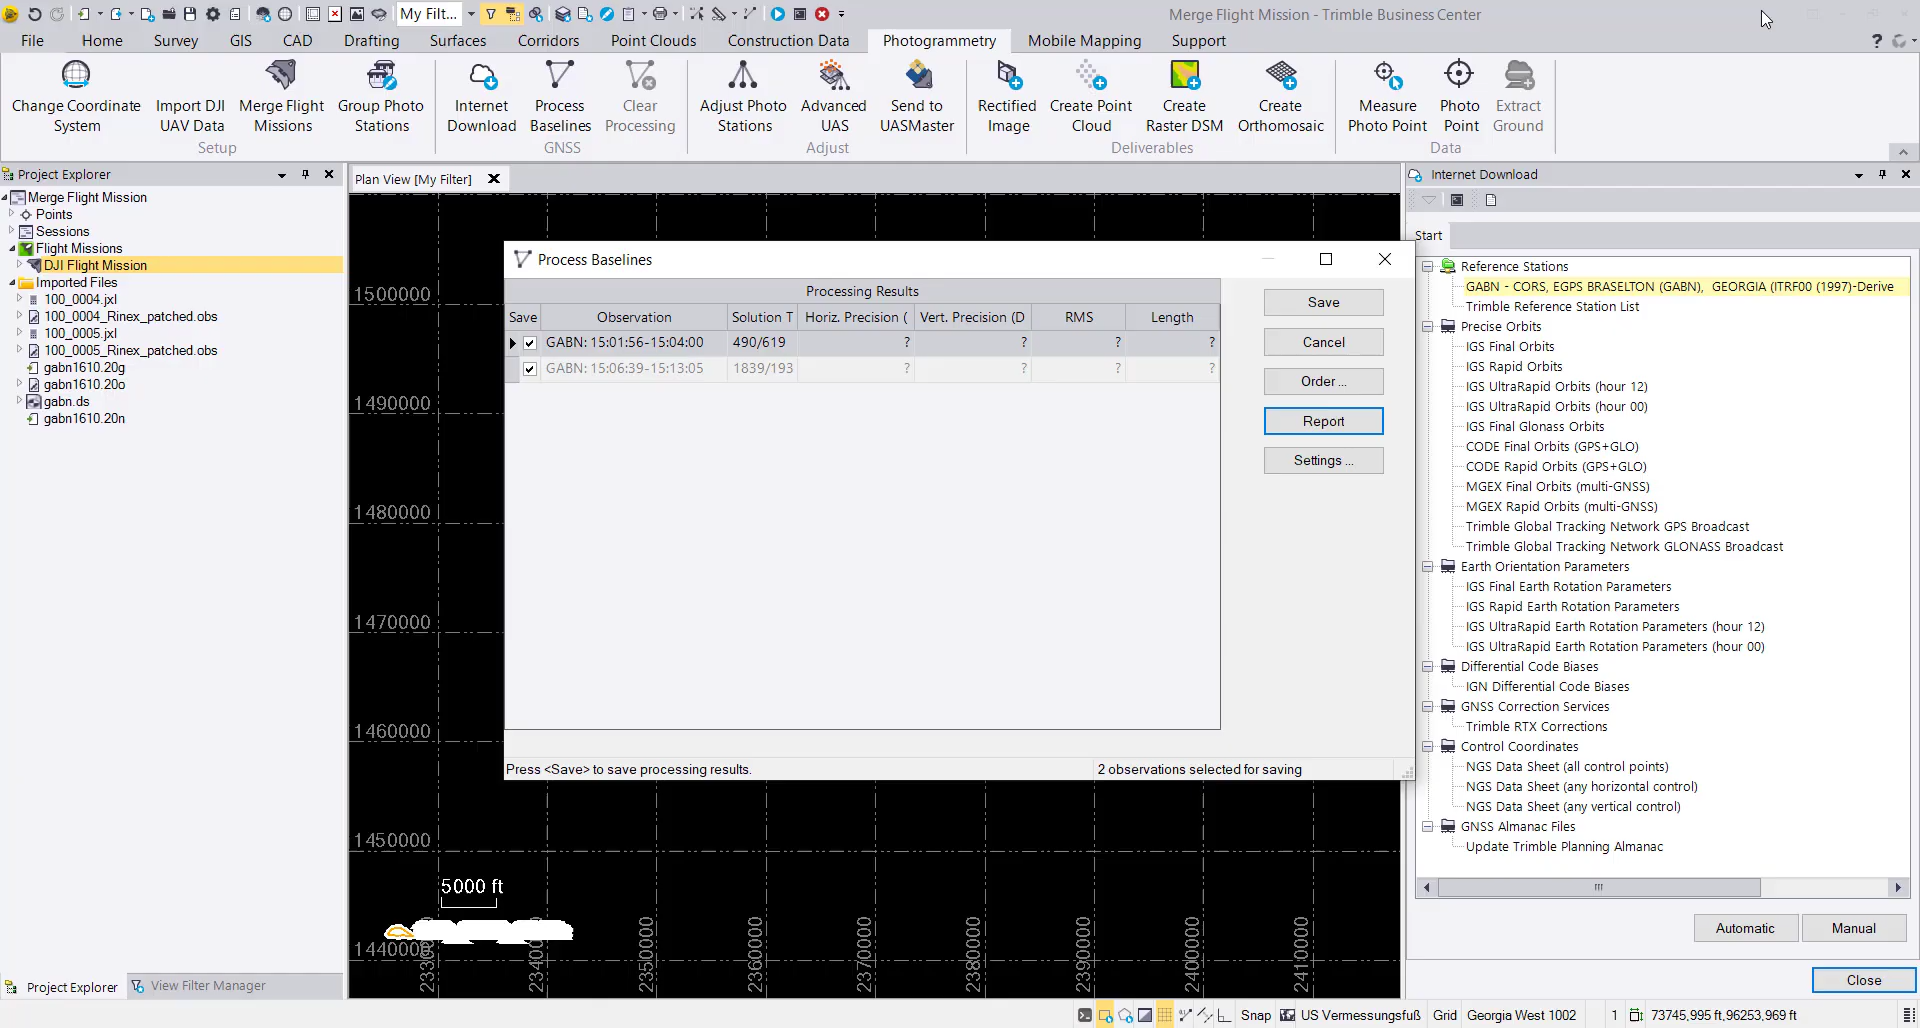 My Filt...
Merge Flight Mission - Trimble Business Center
File Home Survey GIS CAD Drafting Surfaces Corridors Point Clouds Construction Data Photogrammetry Mobile Mapping Support
Change Coordinate System
Import DJI UAV Data
Merge Flight Missions
Group Photo Stations
Setup
Internet Download
Process Baselines
Clear Processing
GNSS
Adjust Photo Stations
Advanced UAS
Send to UASMaster
Adjust
Rectified Image
Create Point Cloud
Create Raster DSM
Create Orthomosaic
Deliverables
Measure Photo Point
Photo Point
Extract Ground
Data
Project Explorer
Merge Flight Mission
Points
Sessions
Flight Missions
DJI Flight Mission
Imported Files
100_0004.jxl
100_0004_Rinex_patched.obs
100_0005.jxl
100_0005_Rinex_patched.obs
gabn1610.20g
gabn1610.20o
gabn.ds
gabn1610.20n
Project Explorer
View Filter Manager
Plan View [My Filter]
1500000
1490000
1480000
1470000
1460000
1450000
1440000
5000 ft
2340000
2350000
2360000
2370000
2380000
2390000
2400000
2410000
Process Baselines
Processing Results
Save Observation Solution T Horiz. Precision ( Vert. Precision (D RMS Length
GABN: 15:01:56-15:04:00 490/619 ? ? ? ?
GABN: 15:06:39-15:13:05 1839/193 ? ? ? ?
Save
Cancel
Order ...
Report
Settings ...
Press <Save> to save processing results.
2 observations selected for saving
Internet Download
Start
Reference Stations
GABN - CORS, EGPS BRASELTON (GABN), GEORGIA (ITRF00 (1997)-Derive
Trimble Reference Station List
Precise Orbits
IGS Final Orbits
IGS Rapid Orbits
IGS UltraRapid Orbits (hour 12)
IGS UltraRapid Orbits (hour 00)
IGS Final Glonass Orbits
CODE Final Orbits (GPS+GLO)
CODE Rapid Orbits (GPS+GLO)
MGEX Final Orbits (multi-GNSS)
MGEX Rapid Orbits (multi-GNSS)
Trimble Global Tracking Network GPS Broadcast
Trimble Global Tracking Network GLONASS Broadcast
Earth Orientation Parameters
IGS Final Earth Rotation Parameters
IGS Rapid Earth Rotation Parameters
IGS UltraRapid Earth Rotation Parameters (hour 12)
IGS UltraRapid Earth Rotation Parameters (hour 00)
Differential Code Biases
IGN Differential Code Biases
GNSS Correction Services
Trimble RTX Corrections
Control Coordinates
NGS Data Sheet (all control points)
NGS Data Sheet (any horizontal control)
NGS Data Sheet (any vertical control)
GNSS Almanac Files
Update Trimble Planning Almanac
Automatic
Manual
Close
Snap US Vermessungsfuß Grid Georgia West 1002 1 73745,995 ft,96253,969 ft